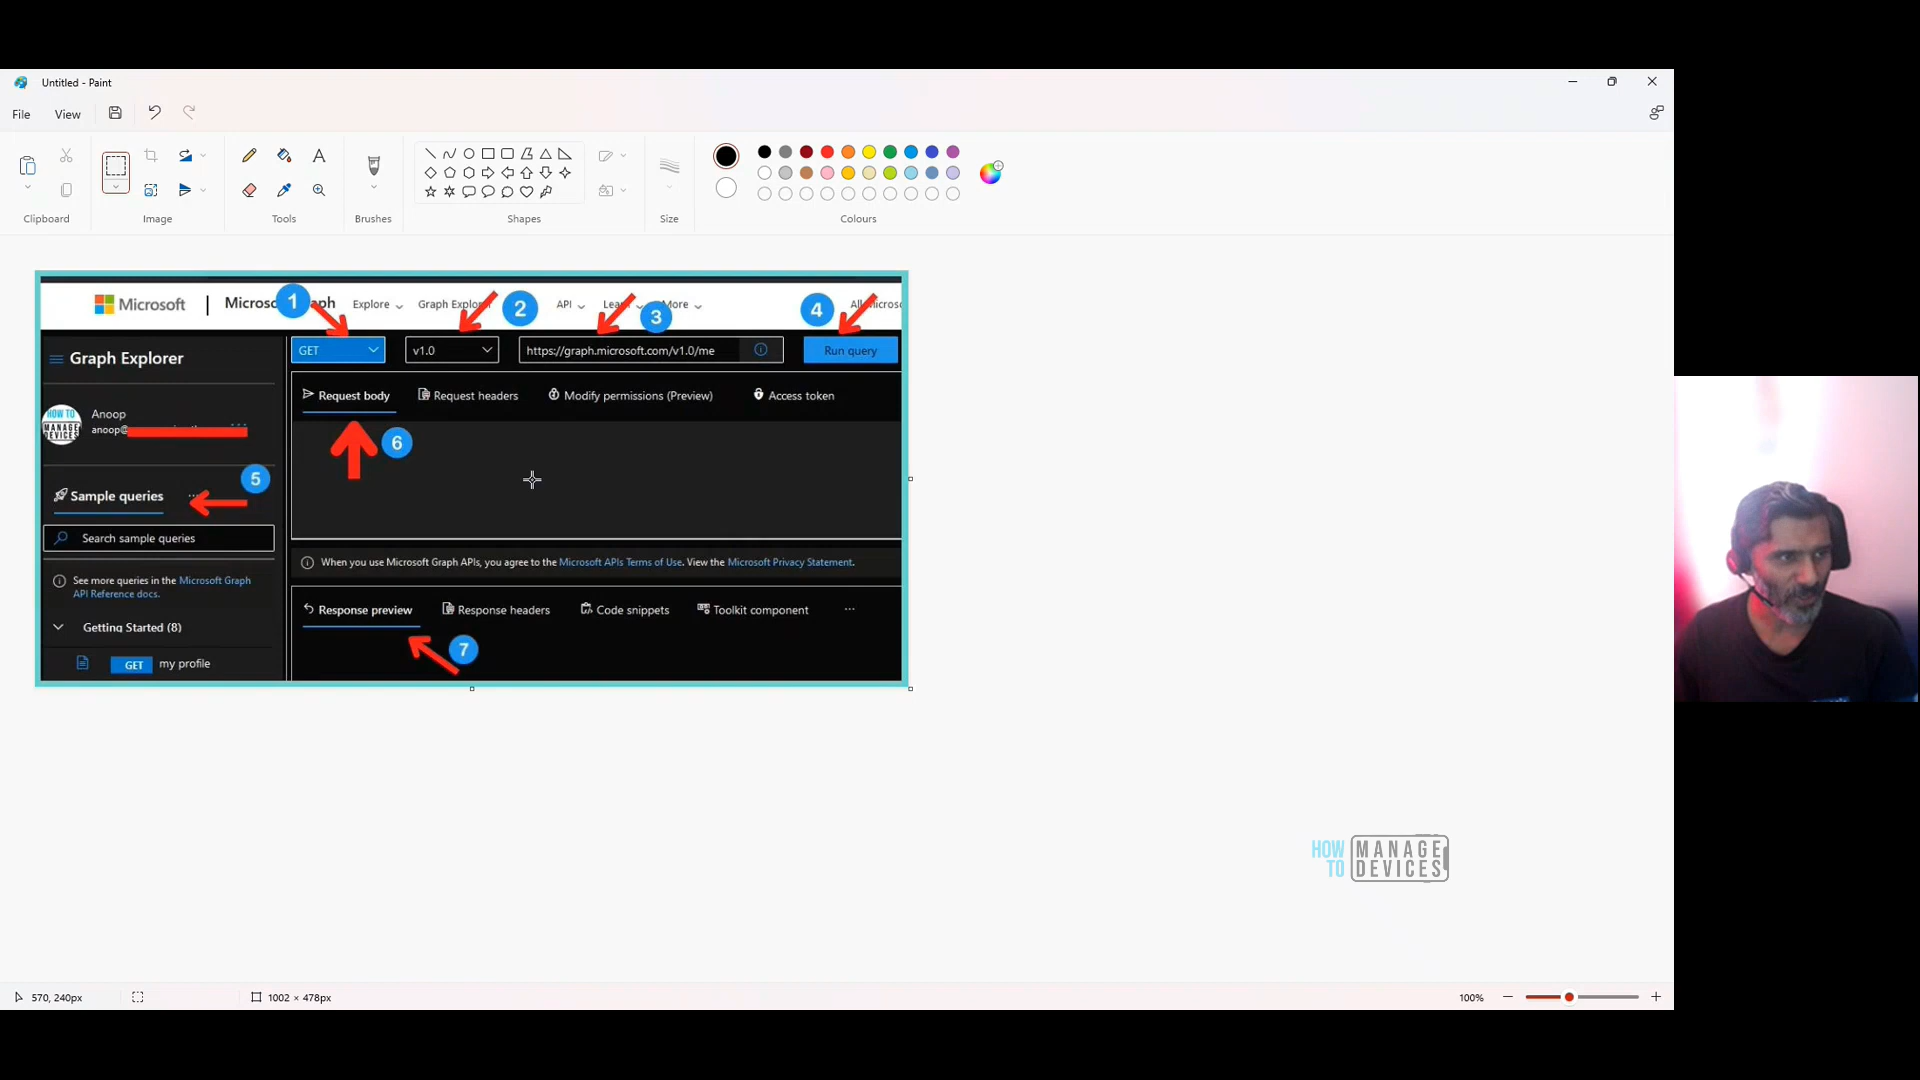 Untitled - Paint
File View
Clipboard Image Tools Brushes Shapes Size Colours
Microsoft Explore Graph API More
1 2 3 4
GET v1.0 https://graph.microsoft.com/v1.0/me Run query
Graph Explorer
Request body Request headers Modify permissions (Preview) Access token
Anoop
anoop@
HOW TO
MANAGE
DEVICES
6
5
Sample queries ...
Search sample queries
When you use Microsoft Graph APIs, you agree to the Microsoft APIs Terms of Use. View the Microsoft Privacy Statement.
See more queries in the Microsoft Graph
API Reference docs.
Response preview Response headers Code snippets Toolkit component ...
Getting Started (8)
7
GET my profile
HOW MANAGE
TO DEVICES
570, 240px 1002 × 478px 100%